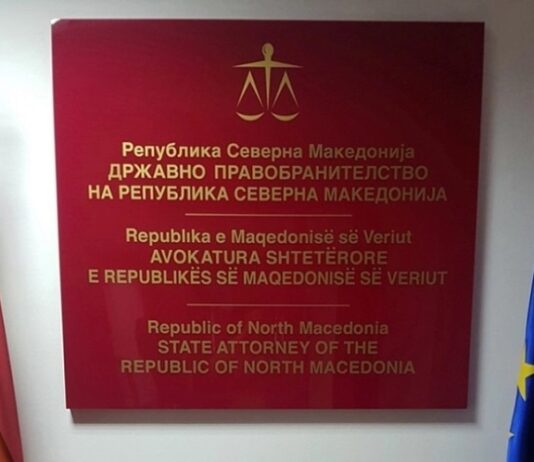 Република Северна Македонија
ДРЖАВНО ПРАВОБРАНИТЕЛСТВО
НА РЕПУБЛИКА СЕВЕРНА МАКЕДОНИЈА
Republika e Maqedonisë së Veriut
AVOKATURA SHTETËRORE
E REPUBLIKËS SË MAQEDONISË SË VERIUT
Republic of North Macedonia
STATE ATTORNEY OF THE
REPUBLIC OF NORTH MACEDONIA